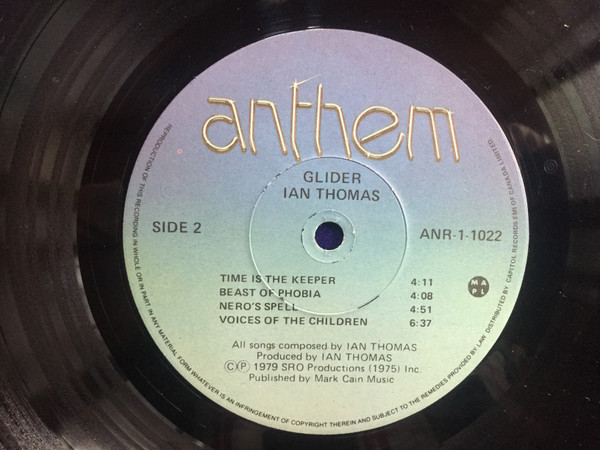 anthem
GLIDER
IAN THOMAS
SIDE 2
ANR-1-1022
TIME IS THE KEEPER 4:11
BEAST OF PHOBIA 4:08
NERO'S SPELL 4:51
VOICES OF THE CHILDREN 6:37
M A
P L
All songs composed by IAN THOMAS
Produced by IAN THOMAS
©℗ 1979 SRO Productions (1975) Inc.
Published by Mark Cain Music
REPRODUCTION OF THIS RECORDING IN WHOLE OR IN PART IN ANY MATERIAL FORM WHATEVER IS AN INFRINGEMENT OF COPYRIGHT THEREIN AND SUBJECT TO THE REMEDIES PROVIDED BY LAW. DISTRIBUTED BY CAPITOL RECORDS-EMI OF CANADA LIMITED.